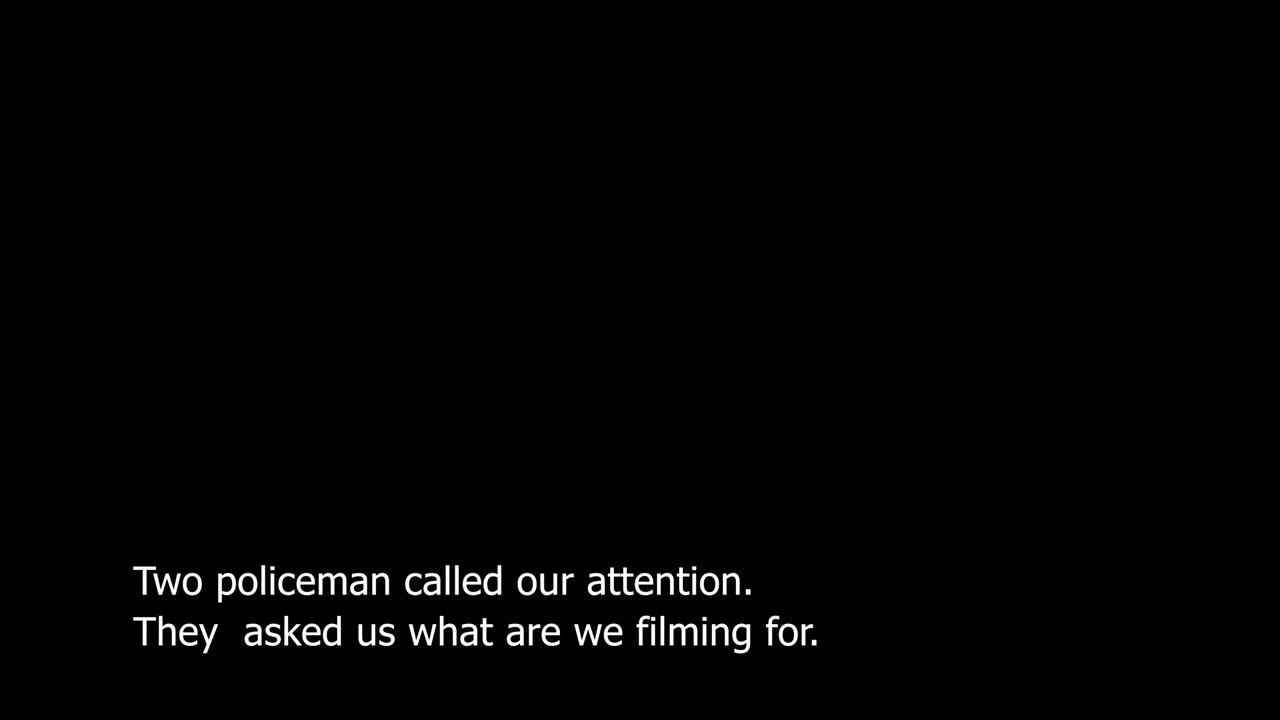 Two policeman called our attention.
They  asked us what are we filming for.